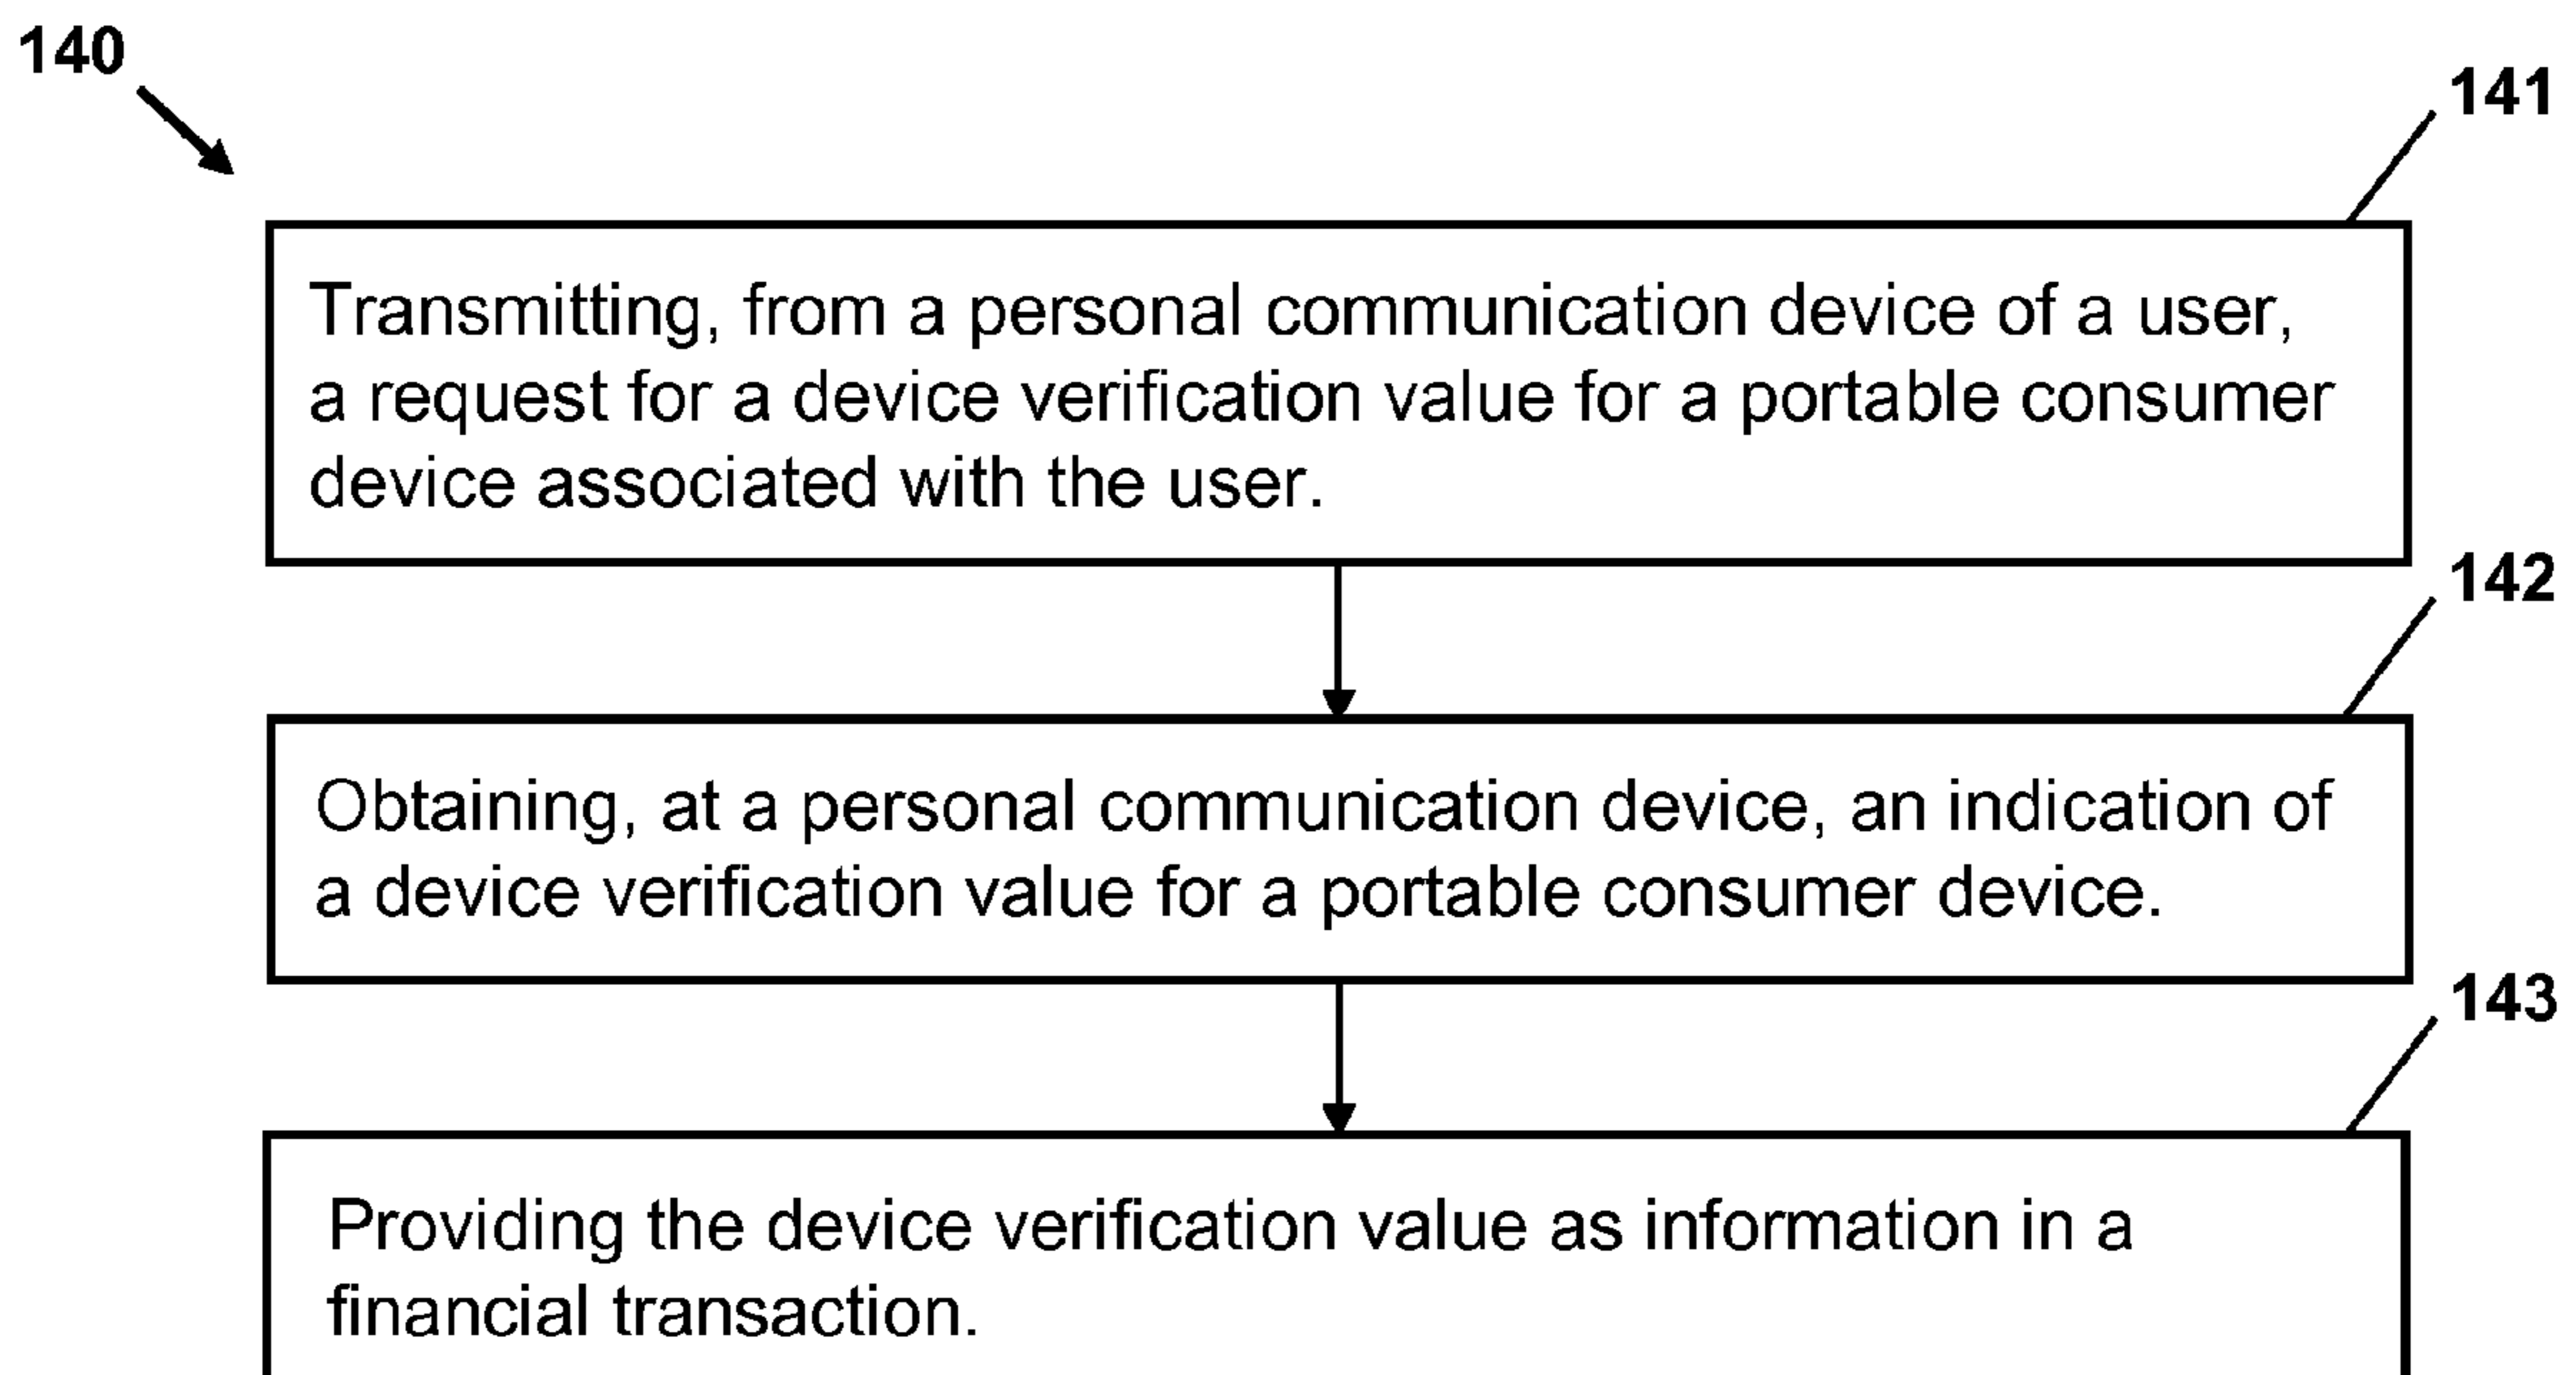 140
141
Transmitting, from a personal communication device of a user,
a request for a device verification value for a portable consumer
device associated with the user.
142
Obtaining, at a personal communication device, an indication of
a device verification value for a portable consumer device.
143
Providing the device verification value as information in a
financial transaction.